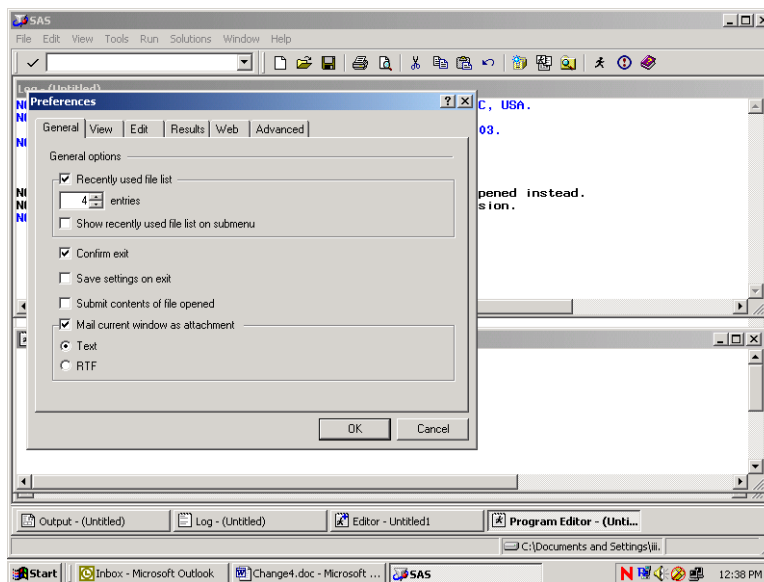 SAS
File Edit View Tools Run Solutions Window Help
Log - (Untitled)
C, USA.
03.
pened instead.
sion.
Preferences
General View Edit Results Web Advanced
General options
Recently used file list
4 entries
Show recently used file list on submenu
Confirm exit
Save settings on exit
Submit contents of file opened
Mail current window as attachment
Text
RTF
OK Cancel
Output - (Untitled) Log - (Untitled) Editor - Untitled1 Program Editor - (Unti...
C:\Documents and Settings\iii.
Start Inbox - Microsoft Outlook Change4.doc - Microsoft ... SAS 12:38 PM